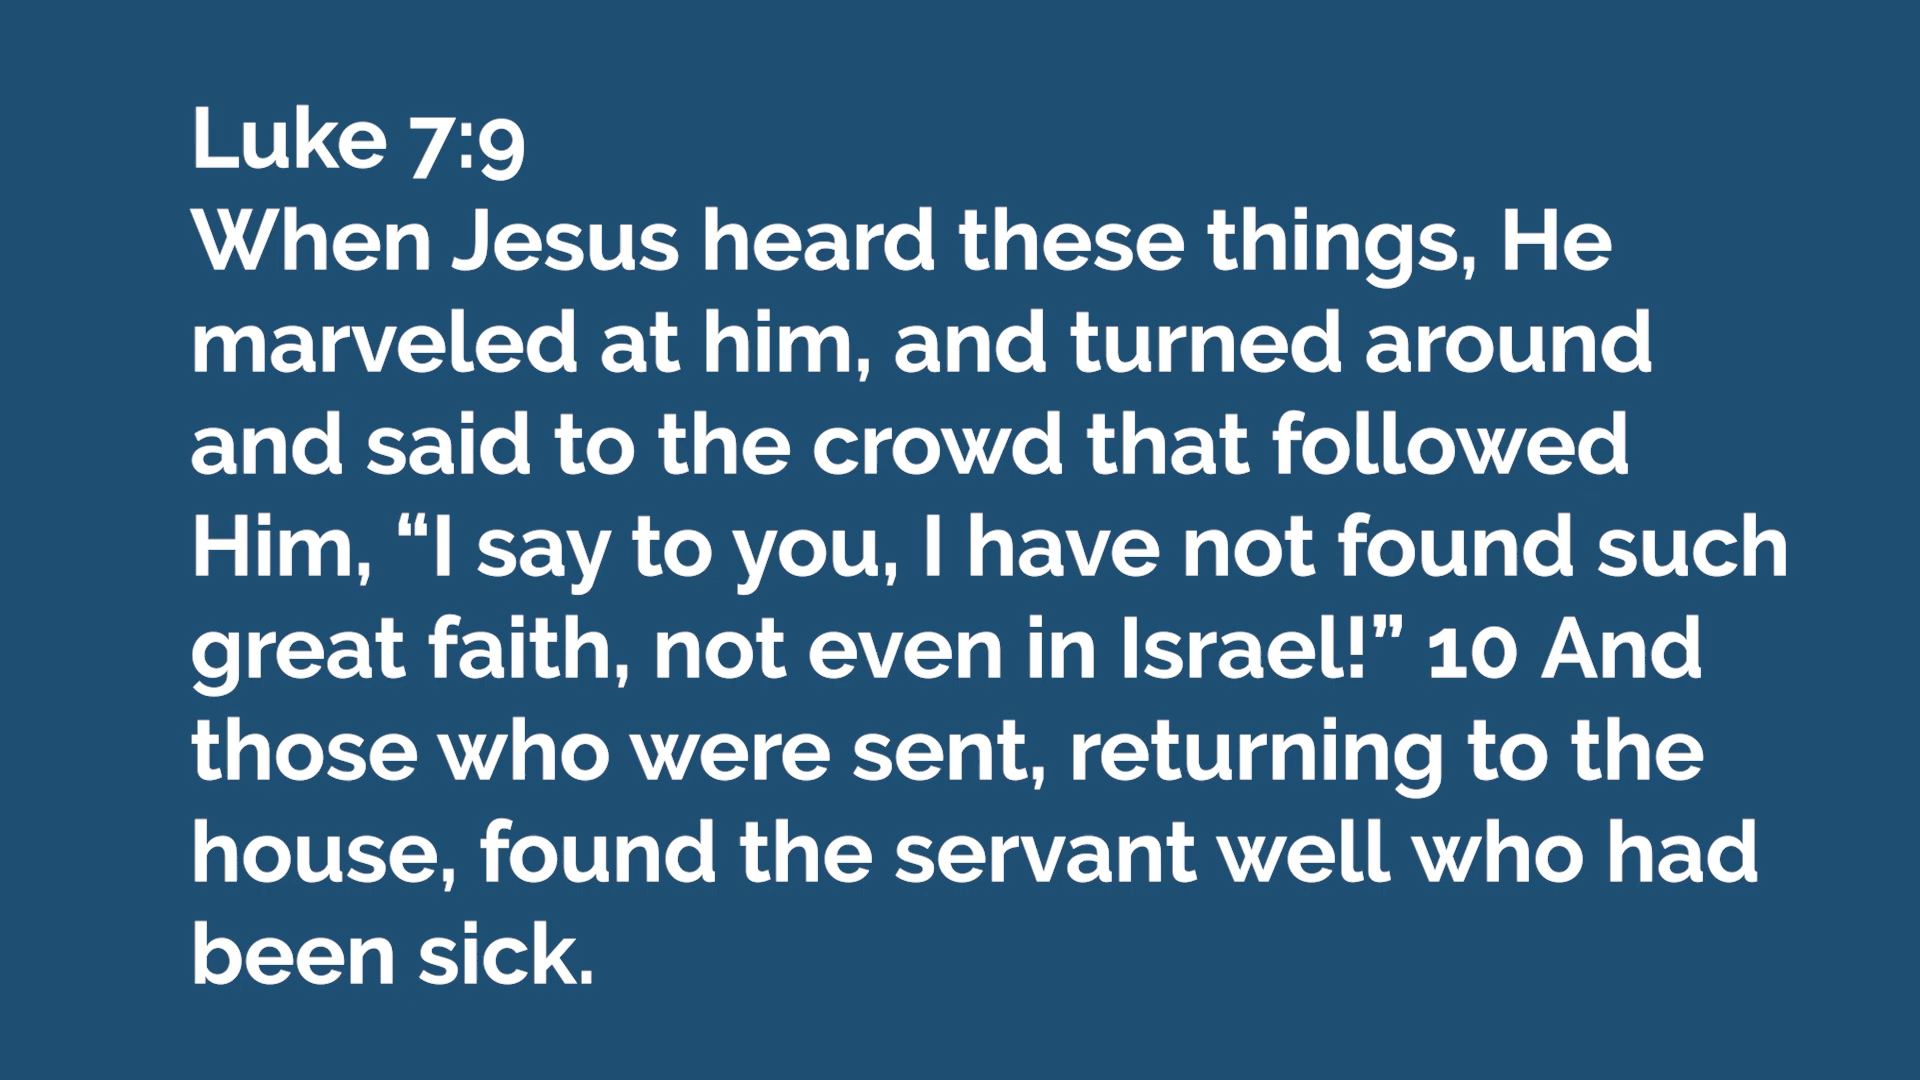 Luke 7:9
When Jesus heard these things, He
marveled at him, and turned around
and said to the crowd that followed
Him, “I say to you, I have not found such
great faith, not even in Israel!” 10 And
those who were sent, returning to the
house, found the servant well who had
been sick.